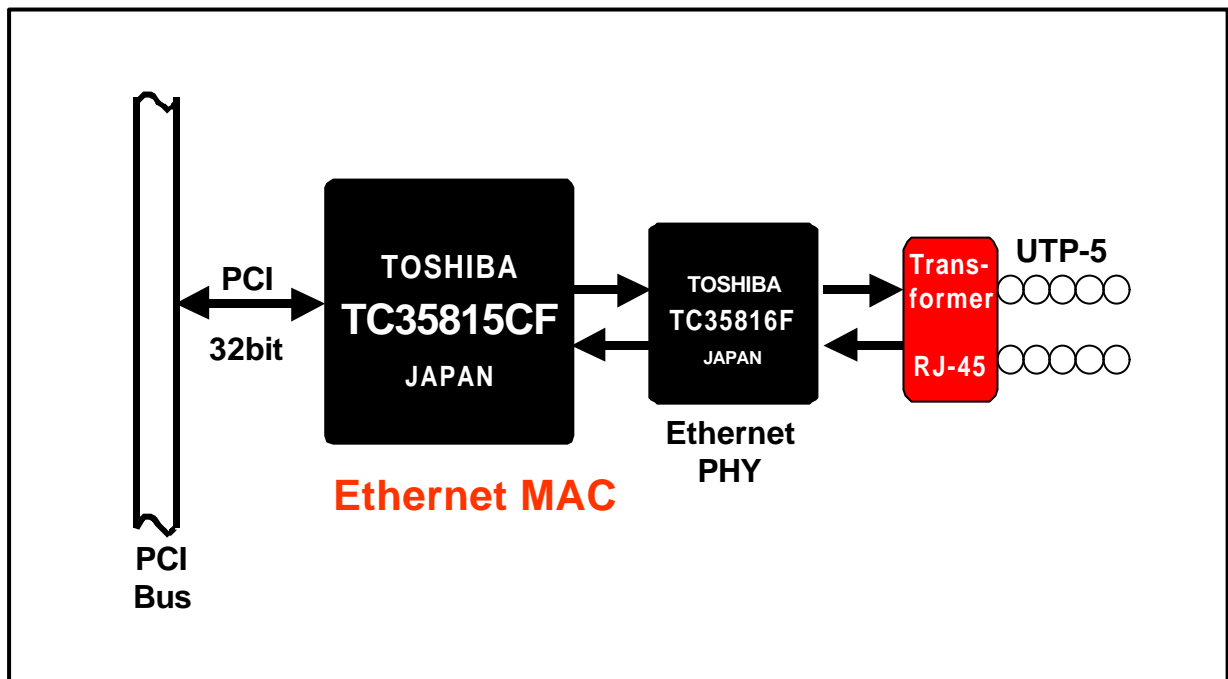 PCI
32bit
PCI
Bus
TOSHIBA
TC35815CF
JAPAN
Ethernet MAC
TOSHIBA
TC35816F
JAPAN
Ethernet
PHY
Trans-
former
RJ-45
UTP-5